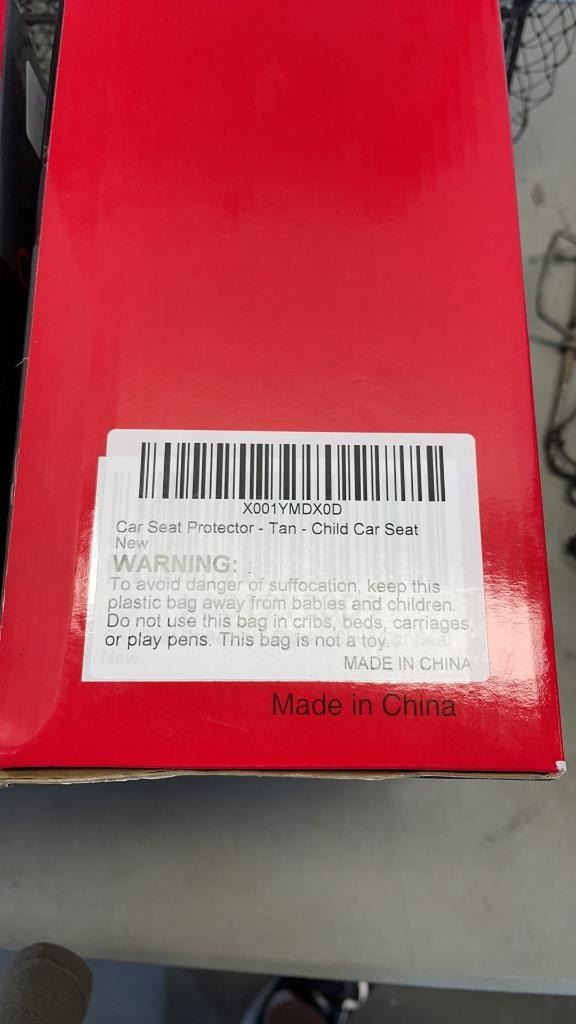 X001YMDX0D
Car Seat Protector - Tan - Child Car Seat
New
WARNING:
To avoid danger of suffocation, keep this
plastic bag away from babies and children.
Do not use this bag in cribs, beds, carriages,
or play pens. This bag is not a toy.
New
MADE IN CHINA
Made in China